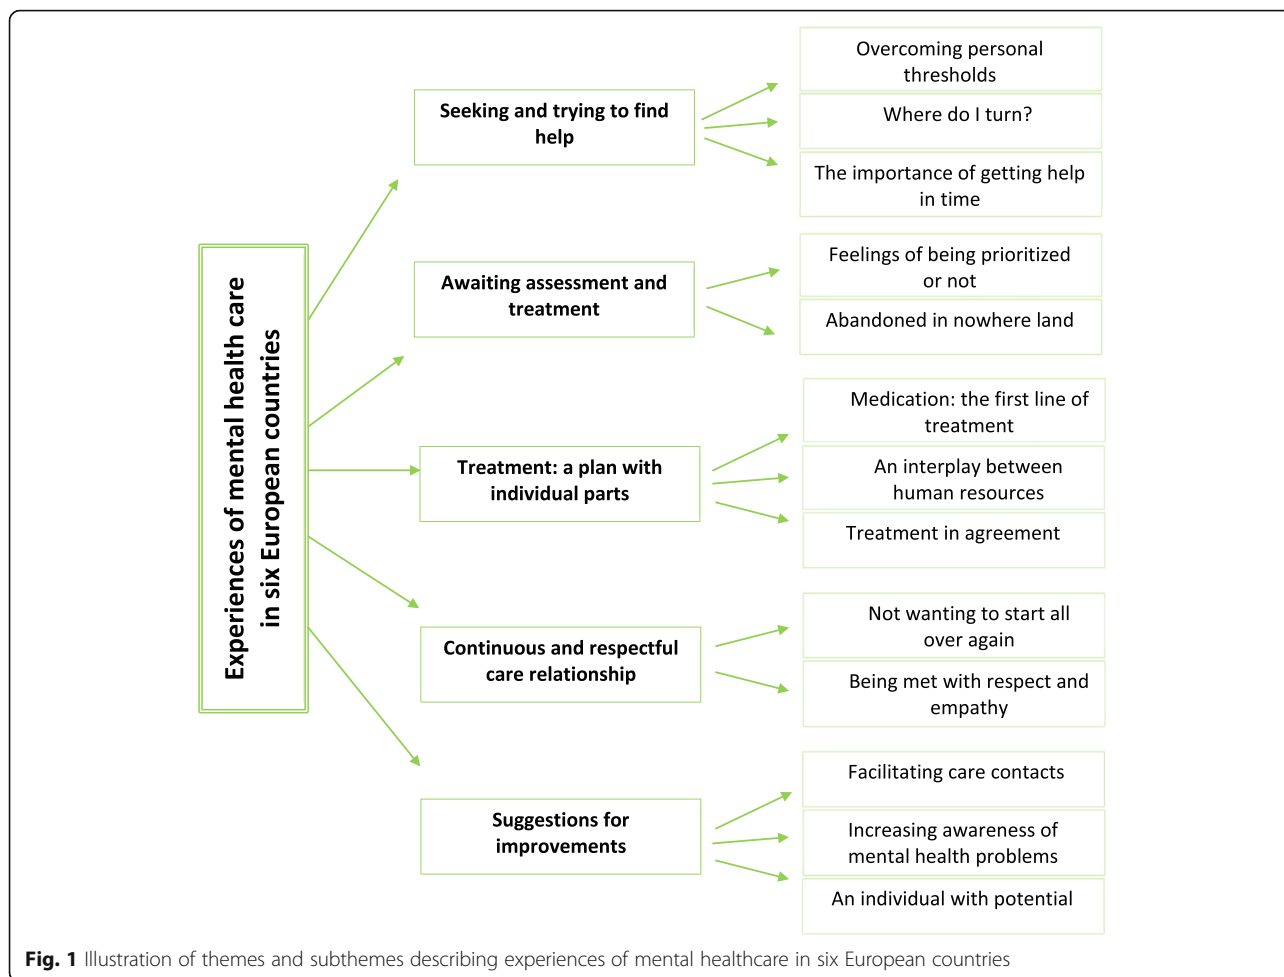 Experiences of mental health care
in six European countries
Seeking and trying to find
help
Overcoming personal
thresholds
Where do I turn?
The importance of getting help
in time
Awaiting assessment and
treatment
Feelings of being prioritized
or not
Abandoned in nowhere land
Treatment: a plan with
individual parts
Medication: the first line of
treatment
An interplay between
human resources
Treatment in agreement
Continuous and respectful
care relationship
Not wanting to start all
over again
Being met with respect and
empathy
Suggestions for
improvements
Facilitating care contacts
Increasing awareness of
mental health problems
An individual with potential
Fig. 1 Illustration of themes and subthemes describing experiences of mental healthcare in six European countries